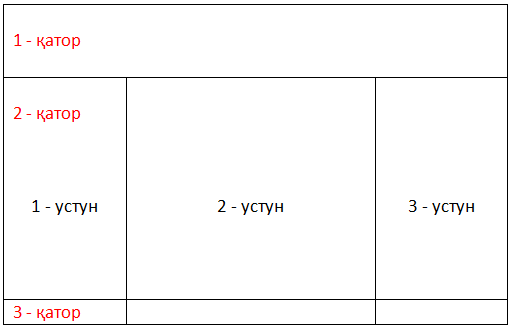 1 - қатор
2 - қатор
1 - устун
2 - устун
3 - устун
3 - қатор